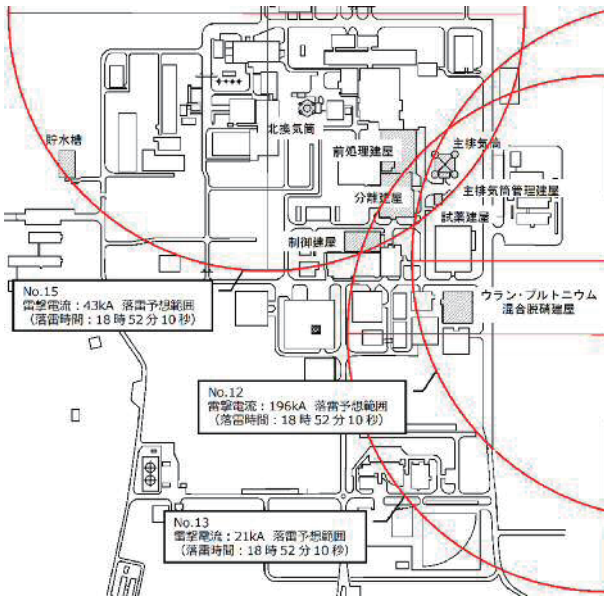 北換気筒
貯水槽
前処理建屋
主排気筒
主排気筒管理建屋
分離建屋
試薬建屋
制御建屋
No.15
雷撃電流：43kA 落雷予想範囲
（落雷時間：18時52分10秒）
ウラン・プルトニウム
混合脱硝建屋
No.12
雷撃電流：196kA 落雷予想範囲
（落雷時間：18時52分10秒）
No.13
雷撃電流：21kA 落雷予想範囲
（落雷時間：18時52分10秒）